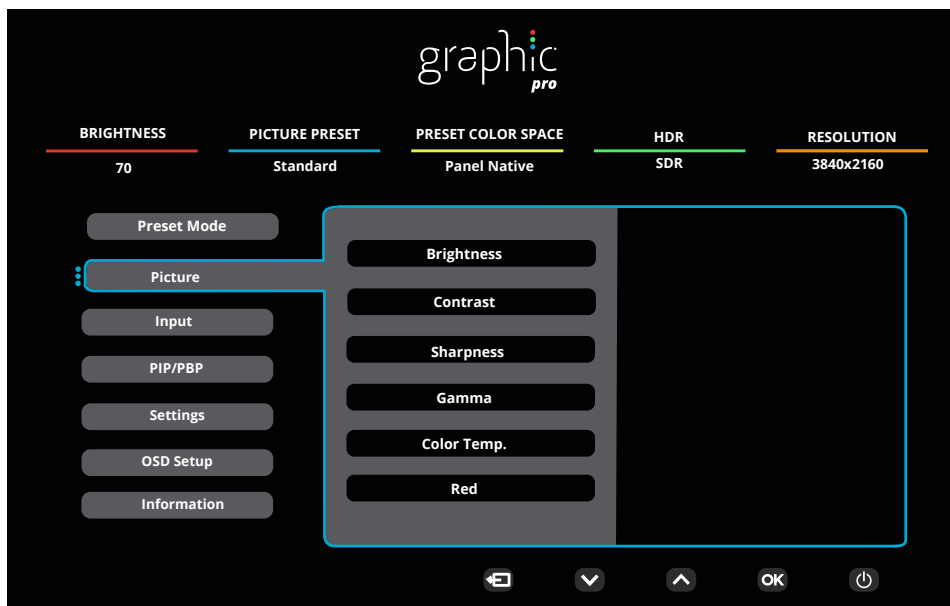 graphic
pro
BRIGHTNESS PICTURE PRESET PRESET COLOR SPACE HDR RESOLUTION
70 Standard Panel Native SDR 3840x2160
Preset Mode
Picture
Input
PIP/PBP
Settings
OSD Setup
Information
Brightness
Contrast
Sharpness
Gamma
Color Temp.
Red
OK